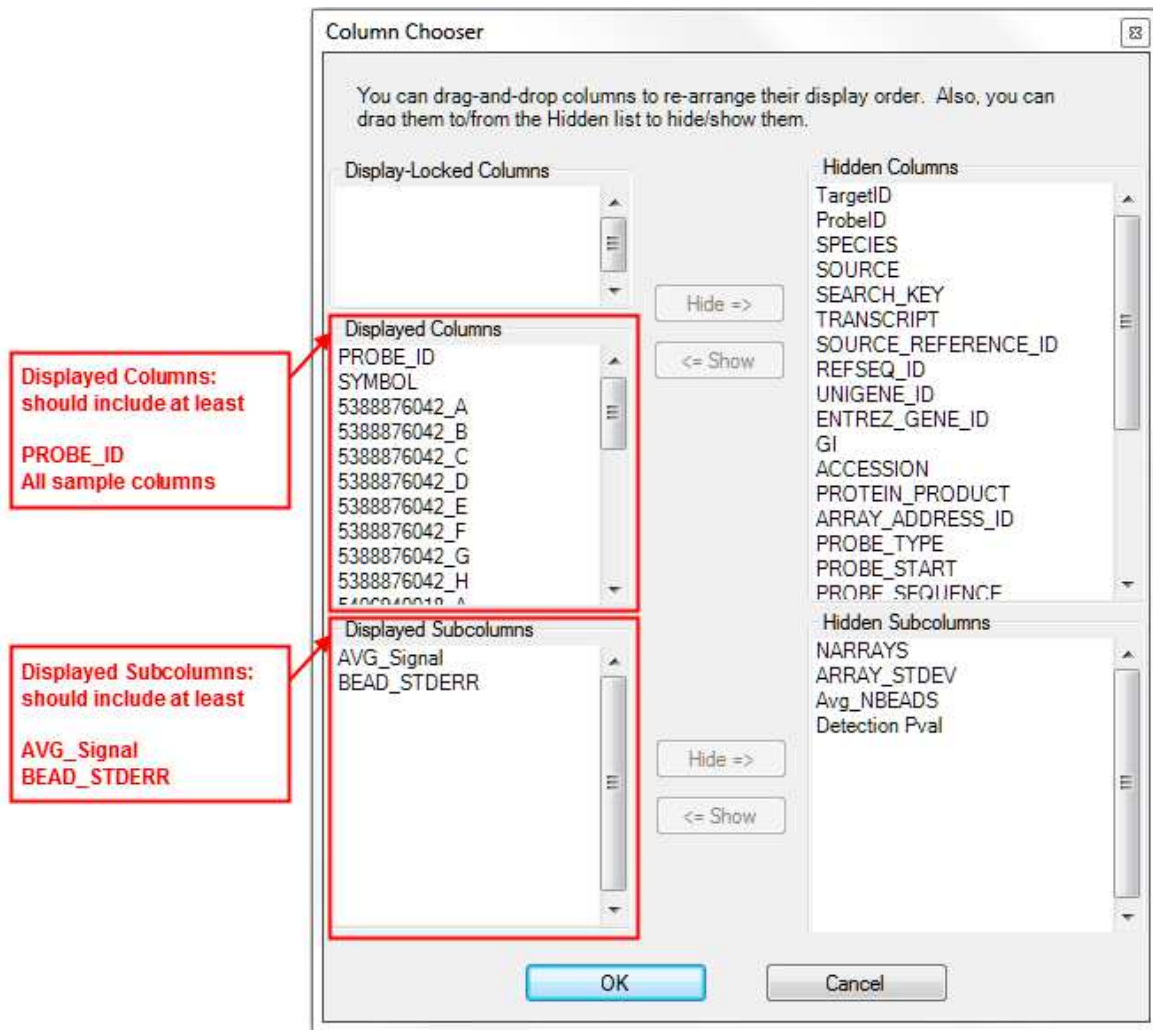 Column Chooser
You can drag-and-drop columns to re-arrange their display order. Also, you can
drag them to/from the Hidden list to hide/show them.
Display-Locked Columns
Hide =>
<= Show
Hidden Columns
TargetID
ProbeID
SPECIES
SOURCE
SEARCH_KEY
TRANSCRIPT
SOURCE_REFERENCE_ID
REFSEQ_ID
UNIGENE_ID
ENTREZ_GENE_ID
GI
ACCESSION
PROTEIN_PRODUCT
ARRAY_ADDRESS_ID
PROBE_TYPE
PROBE_START
PROBE_SEQUENCE
Displayed Columns:
should include at least
PROBE_ID
All sample columns
Displayed Columns
PROBE_ID
SYMBOL
5388876042_A
5388876042_B
5388876042_C
5388876042_D
5388876042_E
5388876042_F
5388876042_G
5388876042_H
Displayed Subcolumns:
should include at least
AVG_Signal
BEAD_STDERR
Displayed Subcolumns
AVG_Signal
BEAD_STDERR
Hide =>
<= Show
Hidden Subcolumns
NARRAYS
ARRAY_STDEV
Avg_NBEADS
Detection Pval
OK
Cancel